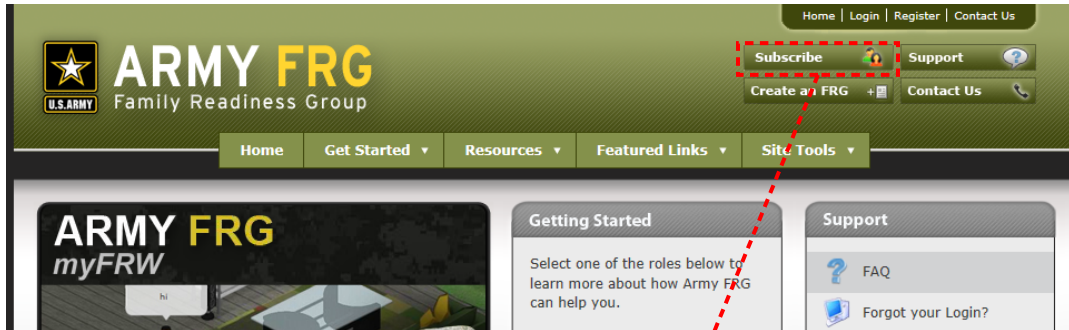 Home | Login | Register | Contact Us
U.S.ARMY
ARMY FRG
Family Readiness Group
Subscribe
Support
Create an FRG
Contact Us
Home
Get Started
Resources
Featured Links
Site Tools
ARMY FRG
myFRW
hi
Getting Started
Select one of the roles below to
learn more about how Army FRG
can help you.
Support
FAQ
Forgot your Login?